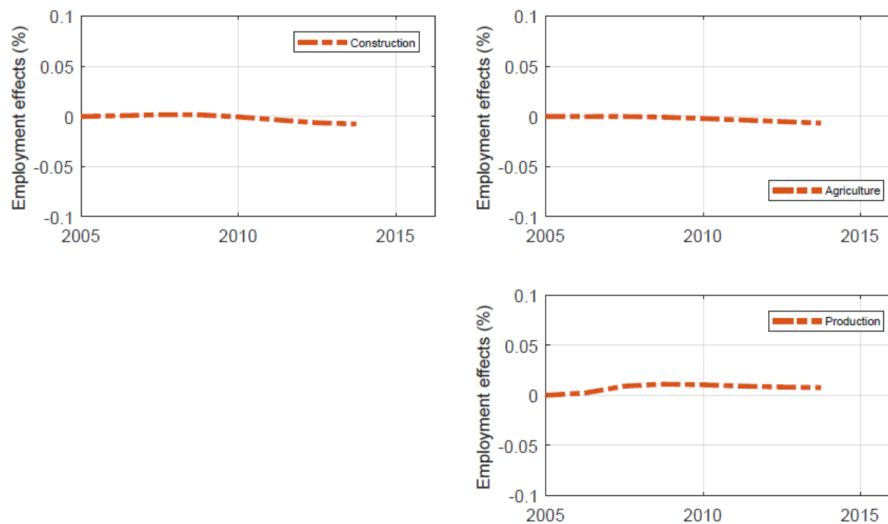 Employment effects (%)
0.1
0.05
0
-0.05
-0.1
2005 2010 2015
Construction
Employment effects (%)
0.1
0.05
0
-0.05
-0.1
2005 2010 2015
Agriculture
Employment effects (%)
0.1
0.05
0
-0.05
-0.1
2005 2010 2015
Production